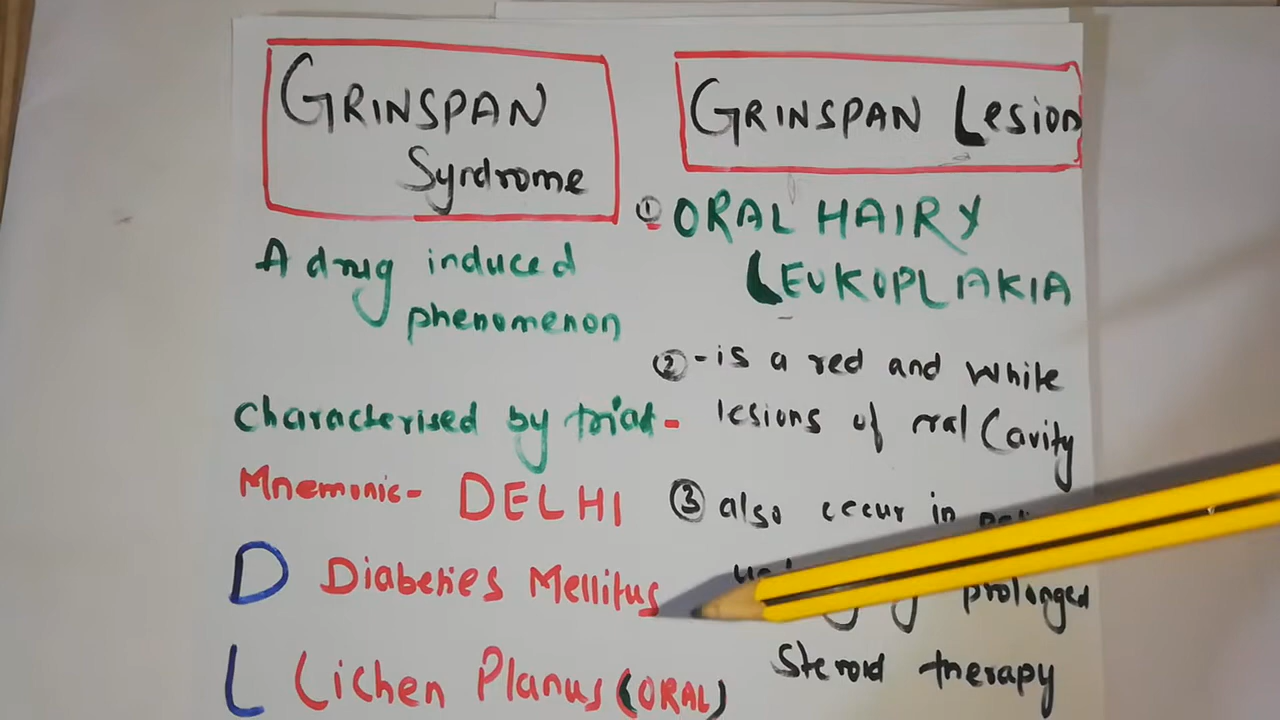 GRINSPAN
Syndrome
A drug induced
phenomenon
Characterised by triad-
Mnemonic- DELHI
D Diabeties Mellitus
L Lichen Planus (ORAL)
GRINSPAN Lesion
① ORAL HAIRY
LEUKOPLAKIA
② -is a red and white
lesions of oral Cavity
③ also occur in
prolonged
Steroid therapy